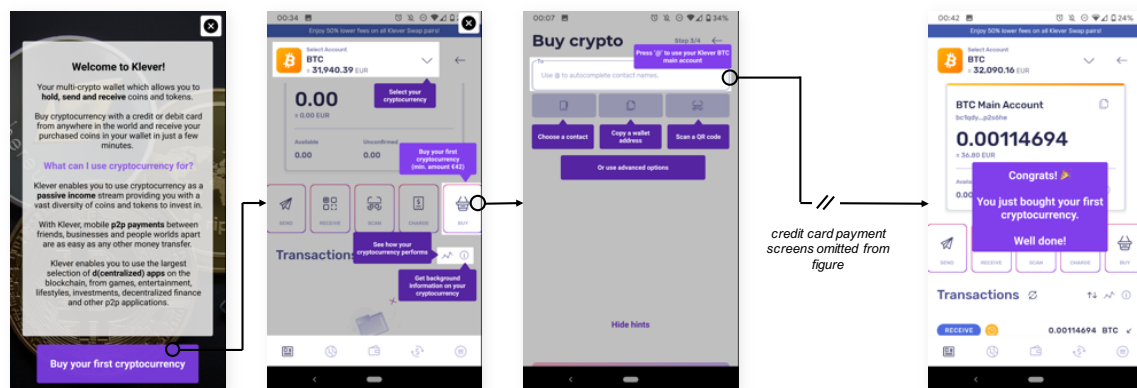 Welcome to Klever!
Your multi-crypto wallet which allows you to
hold, send and receive coins and tokens.
Buy cryptocurrency with a credit or debit card
from anywhere in the world and receive your
purchased coins in your wallet in just a few
minutes.
What can I use cryptocurrency for?
Klever enables you to use cryptocurrency as a
passive income stream providing you with a
vast diversity of coins and tokens to invest in.
With Klever, mobile p2p payments between
friends, businesses and people worlds apart
are as easy as any other money transfer.
Klever enables you to use the largest
selection of d(centralized) apps on the
blockchain, from games, entertainment,
lifestyles, investments, decentralized finance
and other p2p applications.
Buy your first cryptocurrency
00:34
Enjoy 50% lower fees on all Klever Swap pairs!
Select Account
BTC
≈ 31,940.39 EUR
Select your
cryptocurrency
0.00
≈ 0.00 EUR
Available
Unconfirmed
0.00
0.00
Buy your first
cryptocurrency
(min. amount €42)
SEND
RECEIVE
SCAN
CHARGE
BUY
See how your
cryptocurrency performs
Transactions
Get background
information on your
cryptocurrency
00:07
34%
Buy crypto
Step 3/4
Press '@' to use your Klever BTC
main account
To
Use @ to autocomplete contact names.
Choose a contact
Copy a wallet
address
Scan a QR code
Or use advanced options
Hide hints
credit card payment
screens omitted from
figure
00:42
24%
Enjoy 50% lower fees on all Klever Swap pairs!
Select Account
BTC
≈ 32,090.16 EUR
BTC Main Account
bc1qdy...p2s6he
0.00114694
≈ 36.80 EUR
Congrats! 🎉
You just bought your first
cryptocurrency.
Well done!
SEND
RECEIVE
SCAN
CHARGE
BUY
Transactions
RECEIVE
0.00114694 BTC